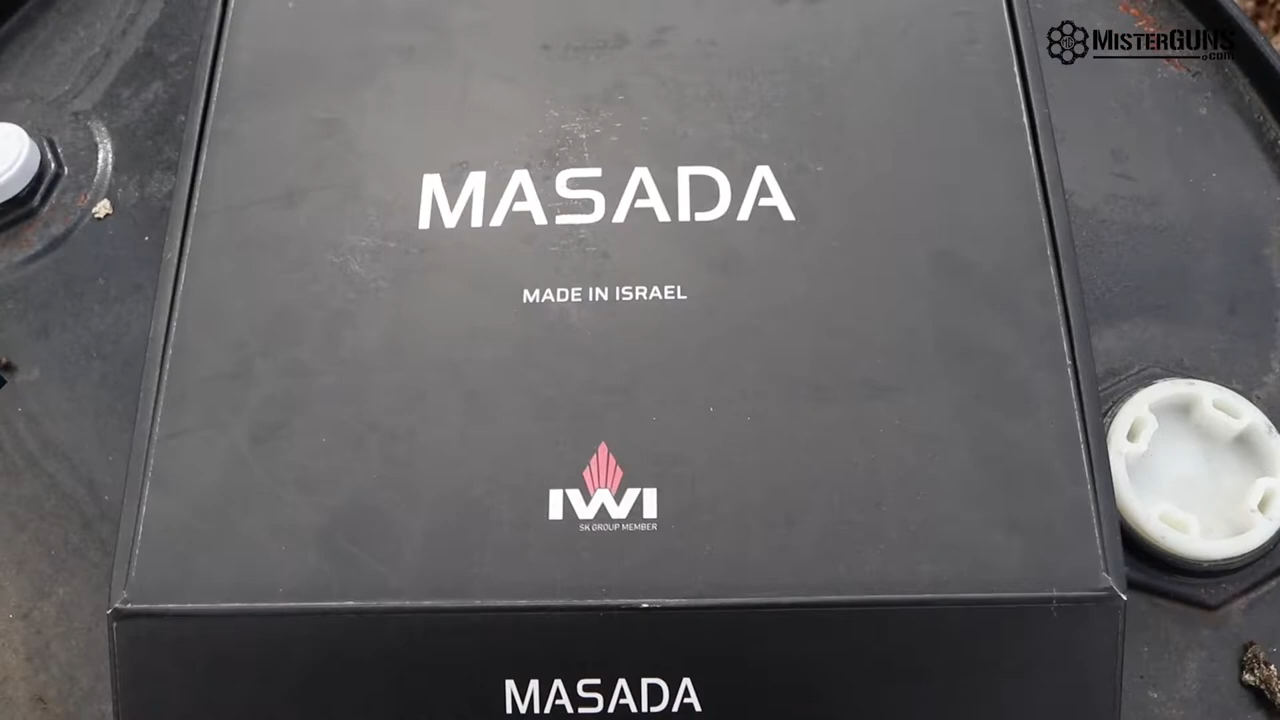 MISTERGUNS
.com
MASADA
MADE IN ISRAEL
IWI
SK GROUP MEMBER
MASADA